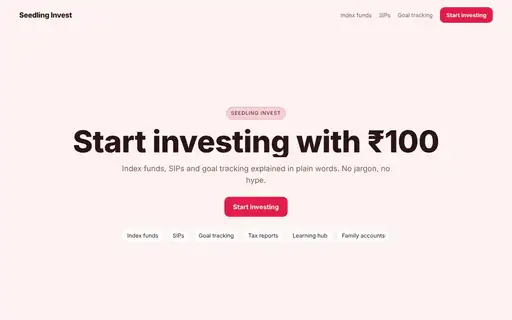 Seedling Invest
Index funds SIPs Goal tracking Start investing
SEEDLING INVEST
Start investing with ₹100
Index funds, SIPs and goal tracking explained in plain words. No jargon, no
hype.
Start Investing
Index funds SIPs Goal tracking Tax reports Learning hub Family accounts